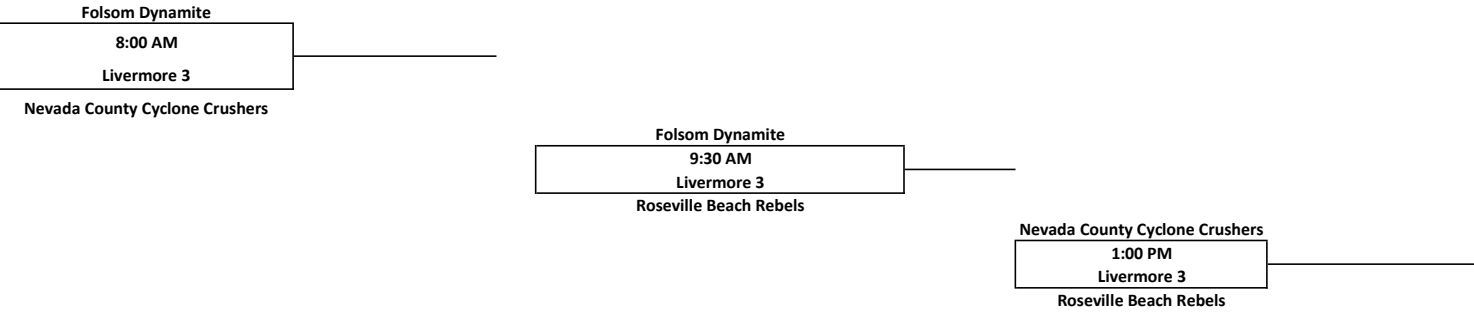 Folsom Dynamite
8:00 AM
Livermore 3
Nevada County Cyclone Crushers
Folsom Dynamite
9:30 AM
Livermore 3
Roseville Beach Rebels
Nevada County Cyclone Crushers
1:00 PM
Livermore 3
Roseville Beach Rebels